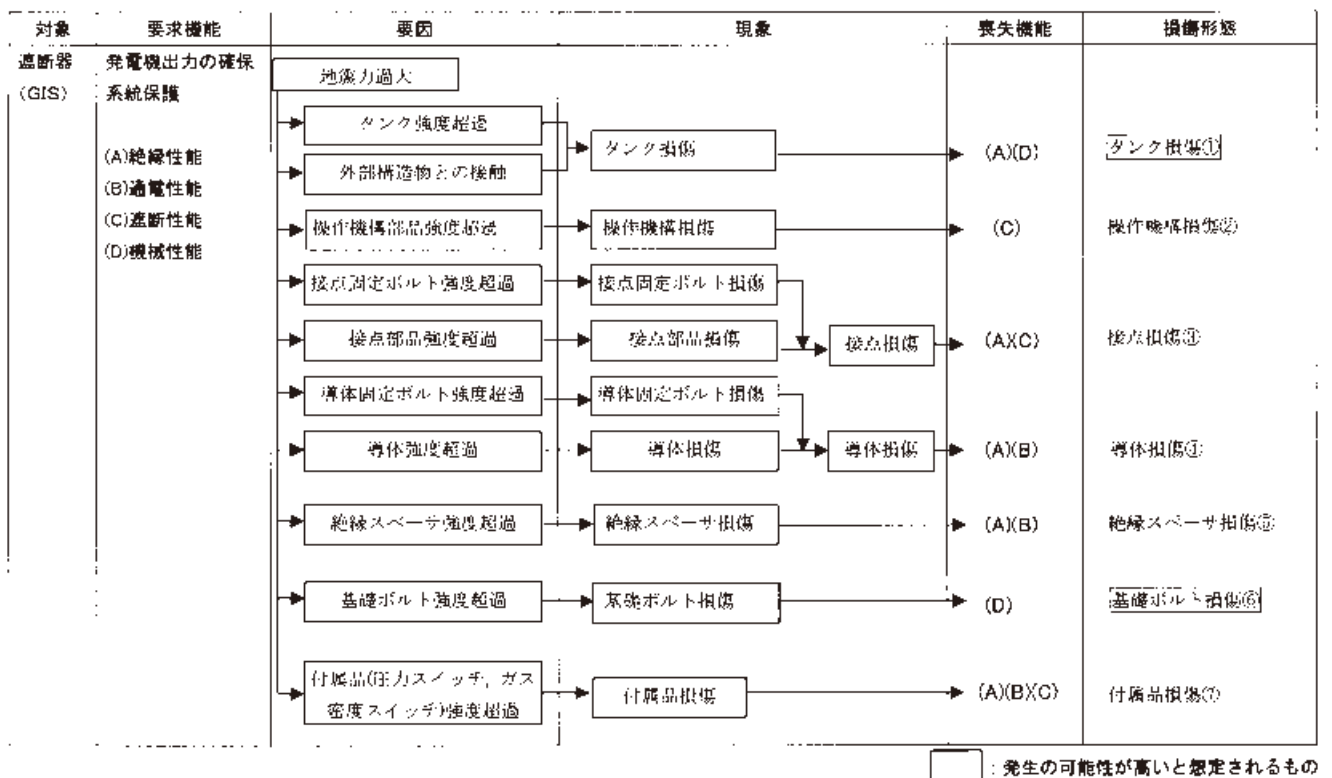 対象 要求機能 要因 現象 喪失機能 損傷形態
遮断器 発電機出力の確保
(GIS) 系統保護
地震力過大
(A)絶縁性能
(B)通電性能
(C)遮断性能
(D)機械性能
タンク強度超過
外部構造物との接触
タンク損傷
(A)(D)
タンク損傷①
操作機構部品強度超過 操作機構損傷 (C) 操作機構損傷②
接点固定ボルト強度超過 接点固定ボルト損傷
接点部品強度超過 接点部品損傷 接点損傷 (A)(C) 接点損傷③
導体固定ボルト強度超過 導体固定ボルト損傷
導体強度超過 導体損傷 導体損傷 (A)(B) 導体損傷④
絶縁スペーサ強度超過 絶縁スペーサ損傷 (A)(B) 絶縁スペーサ損傷⑤
基礎ボルト強度超過 基礎ボルト損傷 (D) 基礎ボルト損傷⑥
付属品(圧力スイッチ, ガス
密度スイッチ)強度超過
付属品損傷 (A)(B)(C) 付属品損傷⑦
: 発生の可能性が高いと想定されるもの